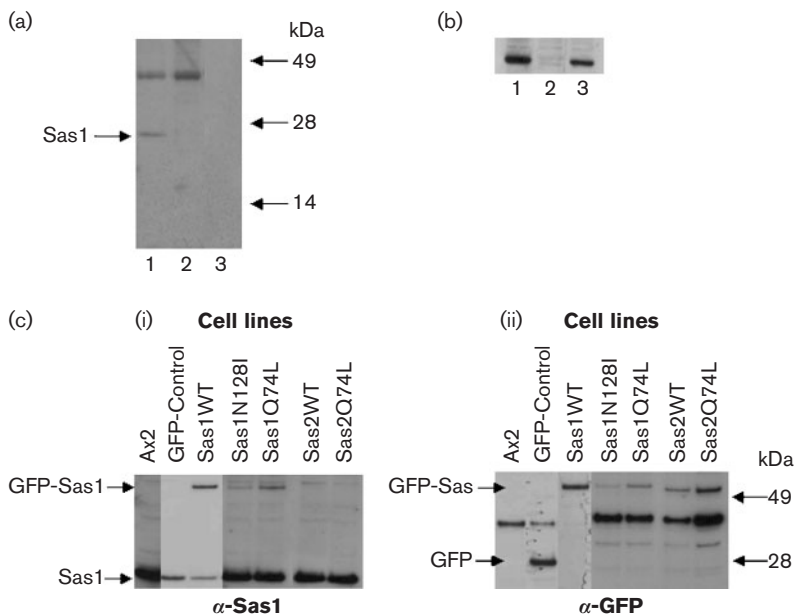 (a)
kDa
49
28
14
Sas1
1 2 3
(b)
1 2 3
(c)
(i) Cell lines
Ax2
GFP-Control
Sas1WT
Sas1N128I
Sas1Q74L
Sas2WT
Sas2Q74L
GFP-Sas1
Sas1
α-Sas1
(ii) Cell lines
Ax2
GFP-Control
Sas1WT
Sas1N128I
Sas1Q74L
Sas2WT
Sas2Q74L
kDa
GFP-Sas
49
GFP
28
α-GFP